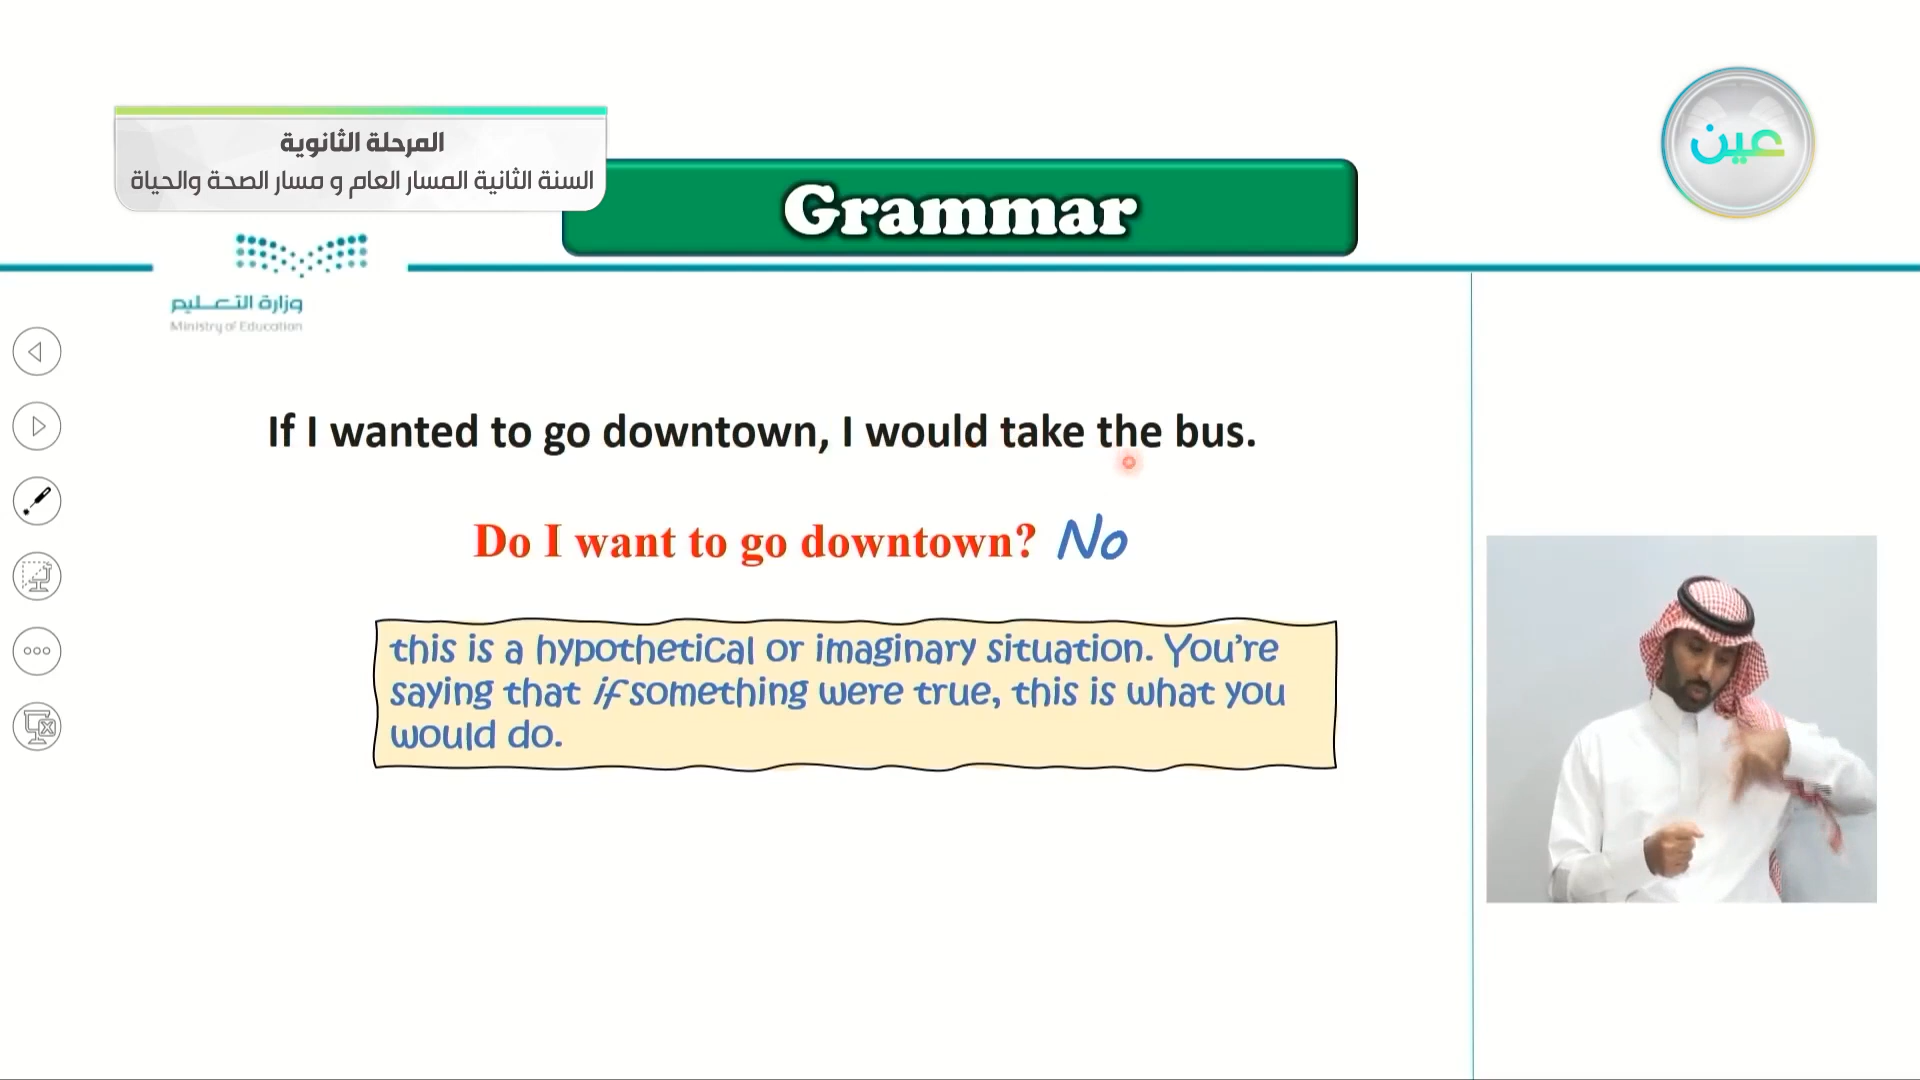 المرحلة الثانوية
السنة الثانية المسار العام و مسار الصحة والحياة
عين
Grammar
وزارة التعليم
Ministry of Education
If I wanted to go downtown, I would take the bus.
Do I want to go downtown? No
this is a hypothetical or imaginary situation. You're
saying that if something were true, this is what you
would do.